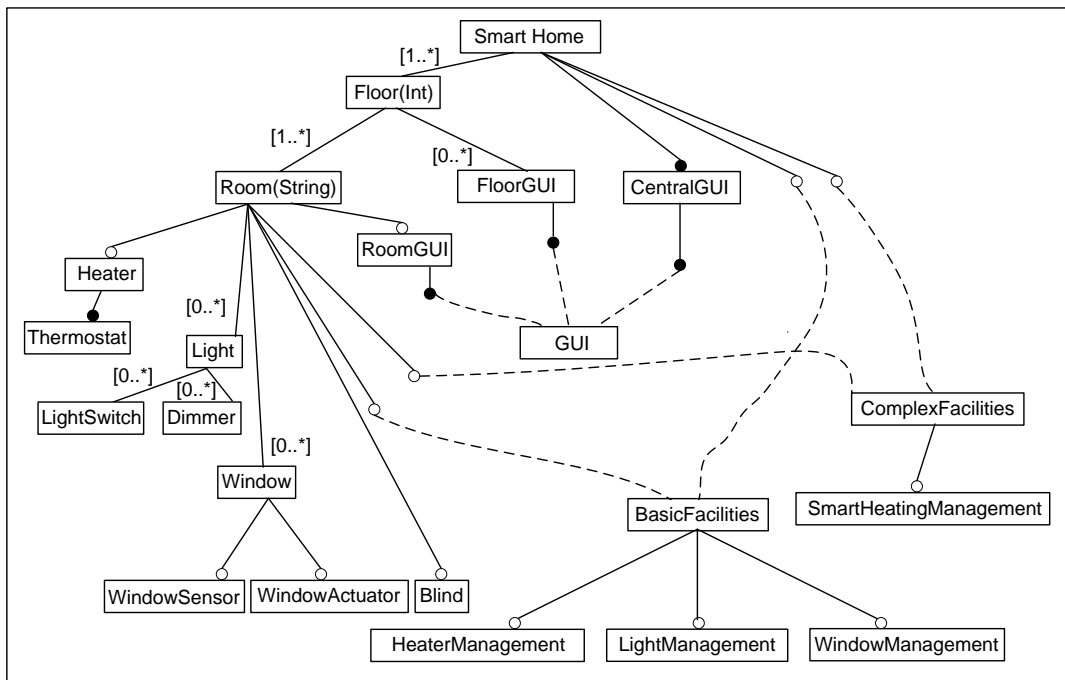 Smart Home
[1..*]
Floor(Int)
[1..*]
[0..*]
Room(String)
FloorGUI
CentralGUI
RoomGUI
Heater
[0..*]
Thermostat
GUI
Light
[0..*]
[0..*]
LightSwitch
Dimmer
ComplexFacilities
[0..*]
Window
SmartHeatingManagement
BasicFacilities
WindowSensor
WindowActuator
Blind
HeaterManagement
LightManagement
WindowManagement